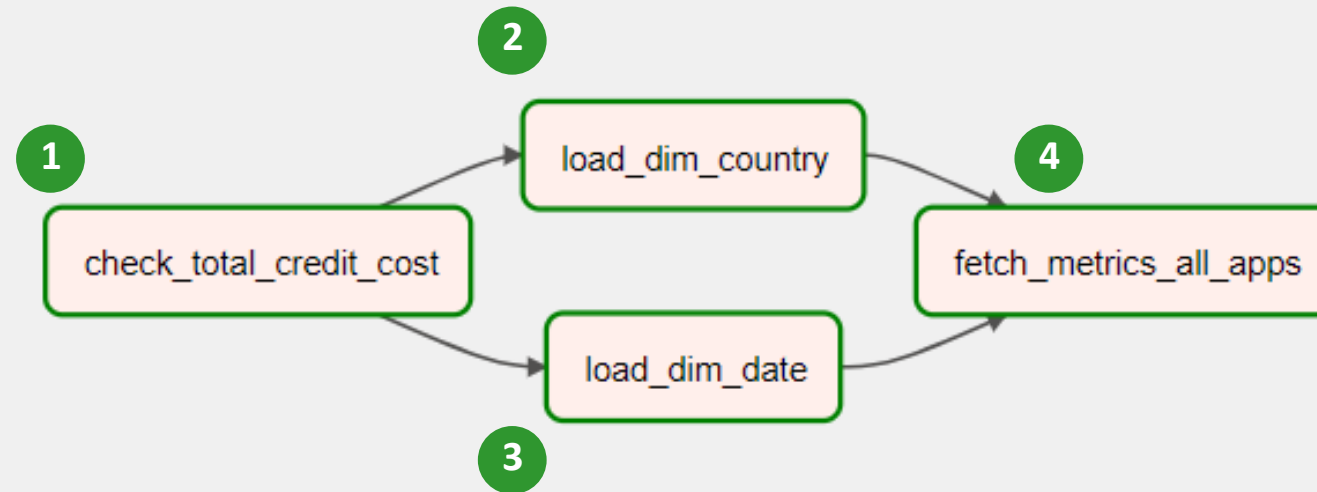 1
check_total_credit_cost
2
load_dim_country
3
load_dim_date
4
fetch_metrics_all_apps